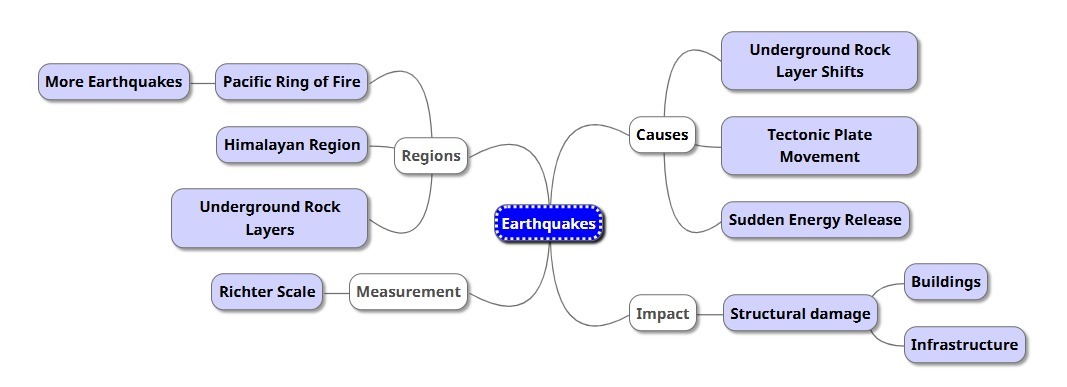 Underground Rock
Layer Shifts
More Earthquakes
Pacific Ring of Fire
Causes
Tectonic Plate
Movement
Himalayan Region
Regions
Underground Rock
Layers
Earthquakes
Sudden Energy Release
Richter Scale
Measurement
Impact
Structural damage
Buildings
Infrastructure